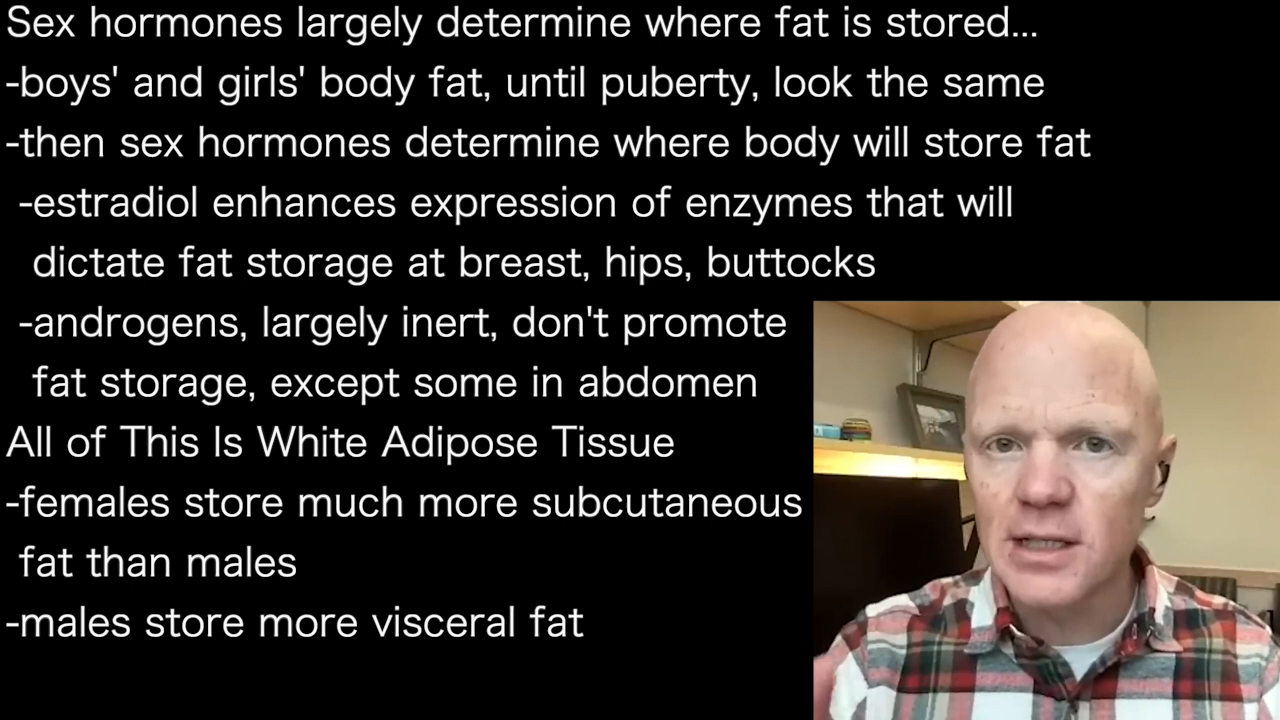 Sex hormones largely determine where fat is stored...
-boys' and girls' body fat, until puberty, look the same
-then sex hormones determine where body will store fat
-estradiol enhances expression of enzymes that will
dictate fat storage at breast, hips, buttocks
-androgens, largely inert, don't promote
fat storage, except some in abdomen
All of This Is White Adipose Tissue
-females store much more subcutaneous
fat than males
-males store more visceral fat